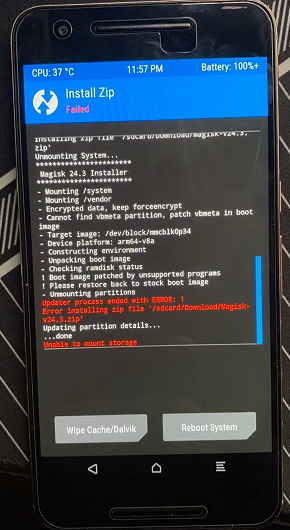 CPU: 37 °C 11:57 PM Battery: 100%+
Install Zip
Failed
Installing zip file '/sdcard/Download/Magisk-v24.3.
zip'
Unmounting System...
***********************
Magisk 24.3 Installer
***********************
- Mounting /system
- Mounting /vendor
- Encrypted data, keep forceencrypt
- Cannot find vbmeta partition, patch vbmeta in boot
image
- Target image: /dev/block/mmcblk0p34
- Device platform: arm64-v8a
- Constructing environment
- Unpacking boot image
- Checking ramdisk status
! Boot image patched by unsupported programs
! Please restore back to stock boot image
- Unmounting partitions
Updater process ended with ERROR: 1
Error installing zip file '/sdcard/Download/Magisk-
v24.3.zip'
Updating partition details...
...done
Unable to mount storage
Wipe Cache/Dalvik
Reboot System